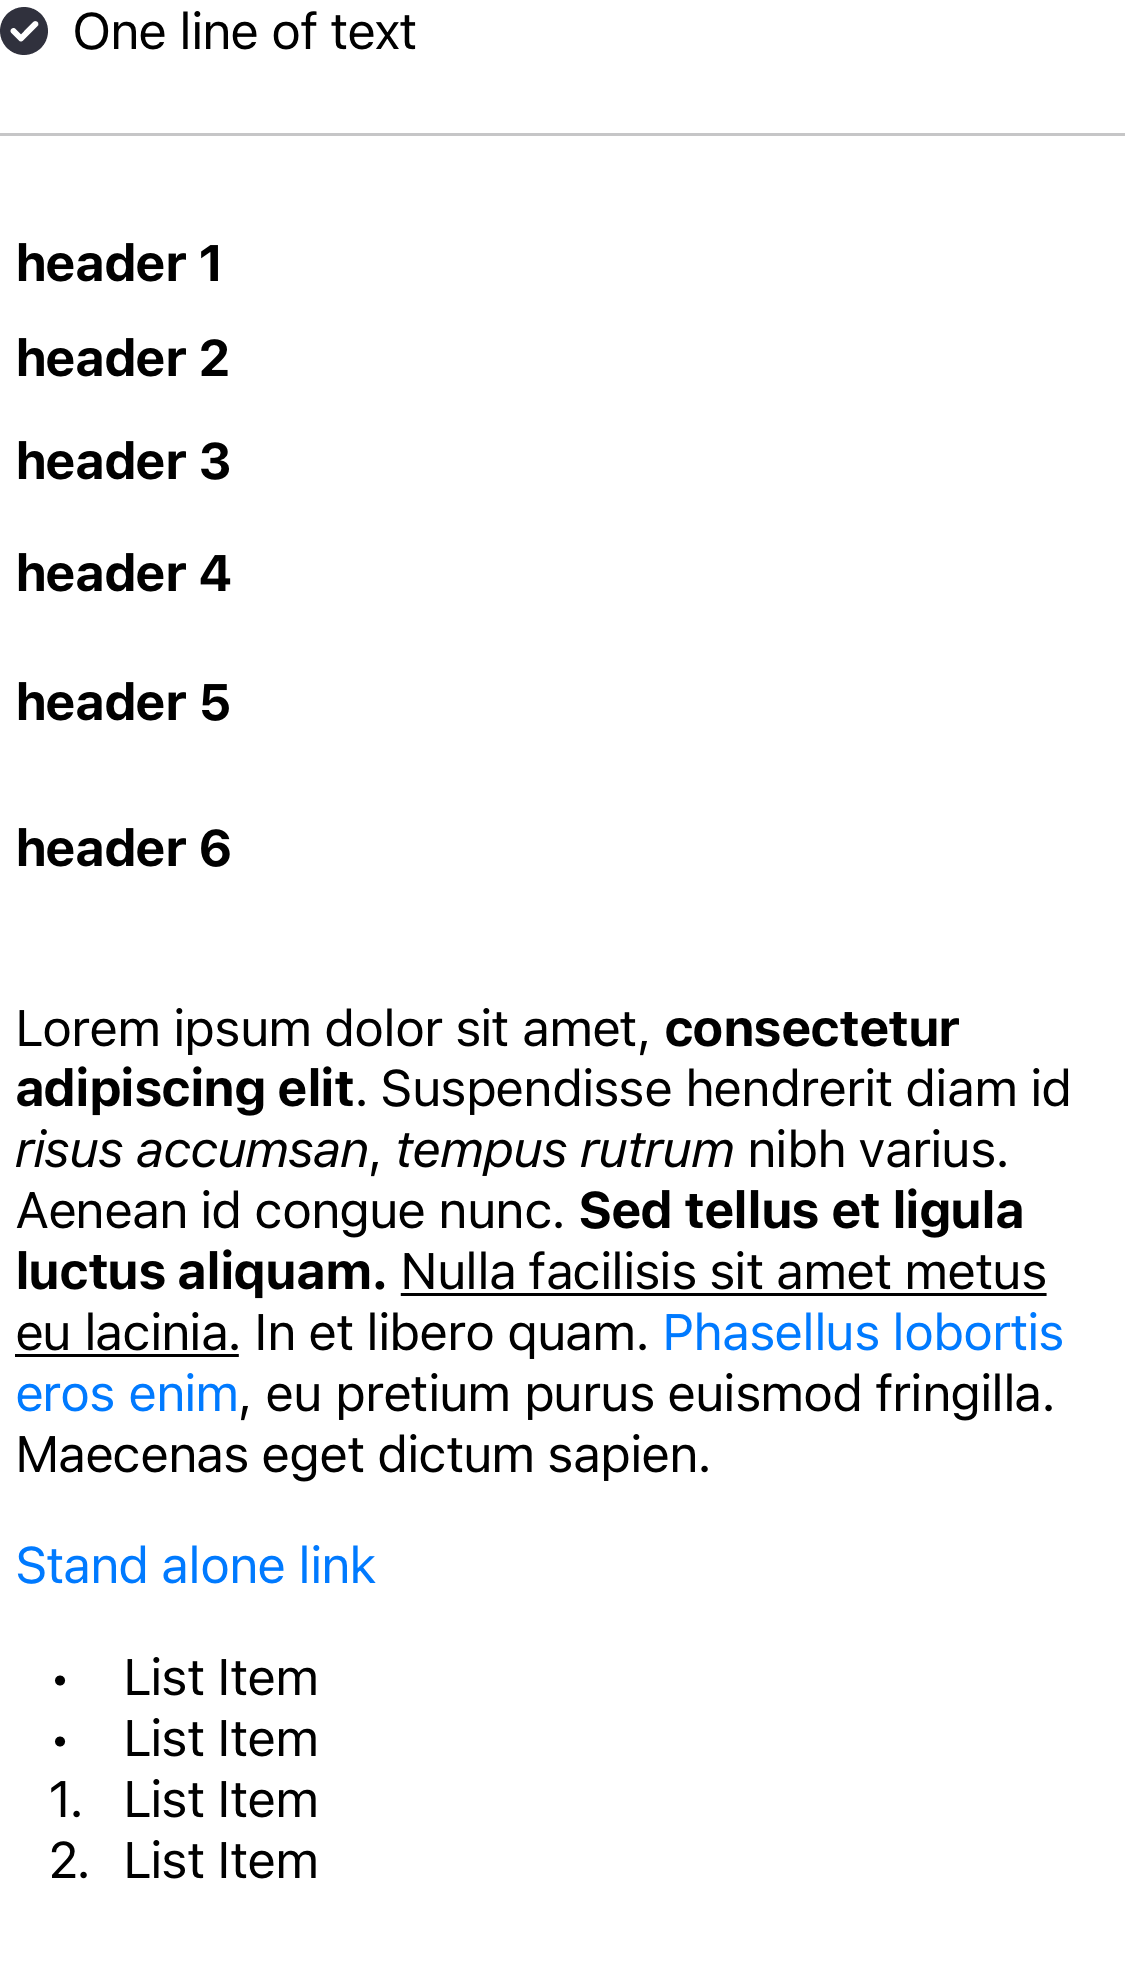 One line of text
header 1
header 2
header 3
header 4
header 5
header 6
Lorem ipsum dolor sit amet, consectetur
adipiscing elit. Suspendisse hendrerit diam id
risus accumsan, tempus rutrum nibh varius.
Aenean id congue nunc. Sed tellus et ligula
luctus aliquam. Nulla facilisis sit amet metus
eu lacinia. In et libero quam. Phasellus lobortis
eros enim, eu pretium purus euismod fringilla.
Maecenas eget dictum sapien.
Stand alone link
• List Item
• List Item
1. List Item
2. List Item